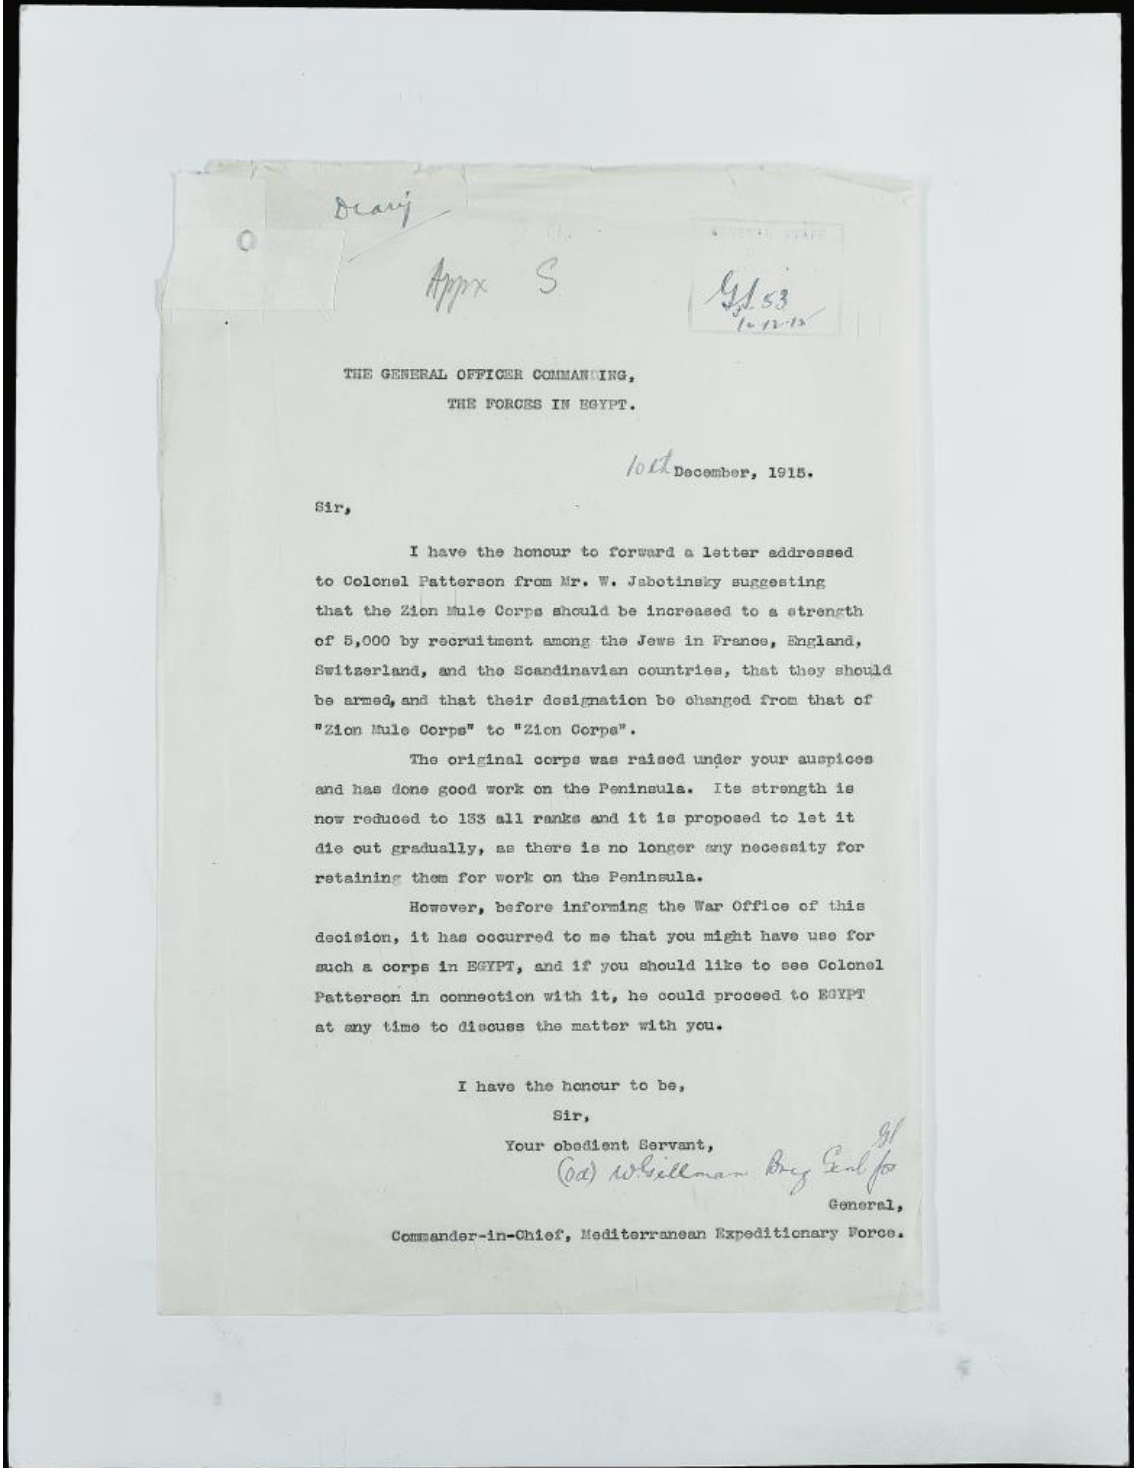 Diary
Appx S
GENERAL STAFF
53
10-12-15
THE GENERAL OFFICER COMMANDING,
THE FORCES IN EGYPT.
10th December, 1915.
Sir,
I have the honour to forward a letter addressed
to Colonel Patterson from Mr. W. Jabotinsky suggesting
that the Zion Mule Corps should be increased to a strength
of 5,000 by recruitment among the Jews in France, England,
Switzerland, and the Scandinavian countries, that they should
be armed, and that their designation be changed from that of
"Zion Mule Corps" to "Zion Corps".
The original corps was raised under your auspices
and has done good work on the Peninsula. Its strength is
now reduced to 133 all ranks and it is proposed to let it
die out gradually, as there is no longer any necessity for
retaining them for work on the Peninsula.
However, before informing the War Office of this
decision, it has occurred to me that you might have use for
such a corps in EGYPT, and if you should like to see Colonel
Patterson in connection with it, he could proceed to EGYPT
at any time to discuss the matter with you.
I have the honour to be,
Sir,
Your obedient Servant,
W. Gillman Brig Genl for
General,
Commander-in-Chief, Mediterranean Expeditionary Force.